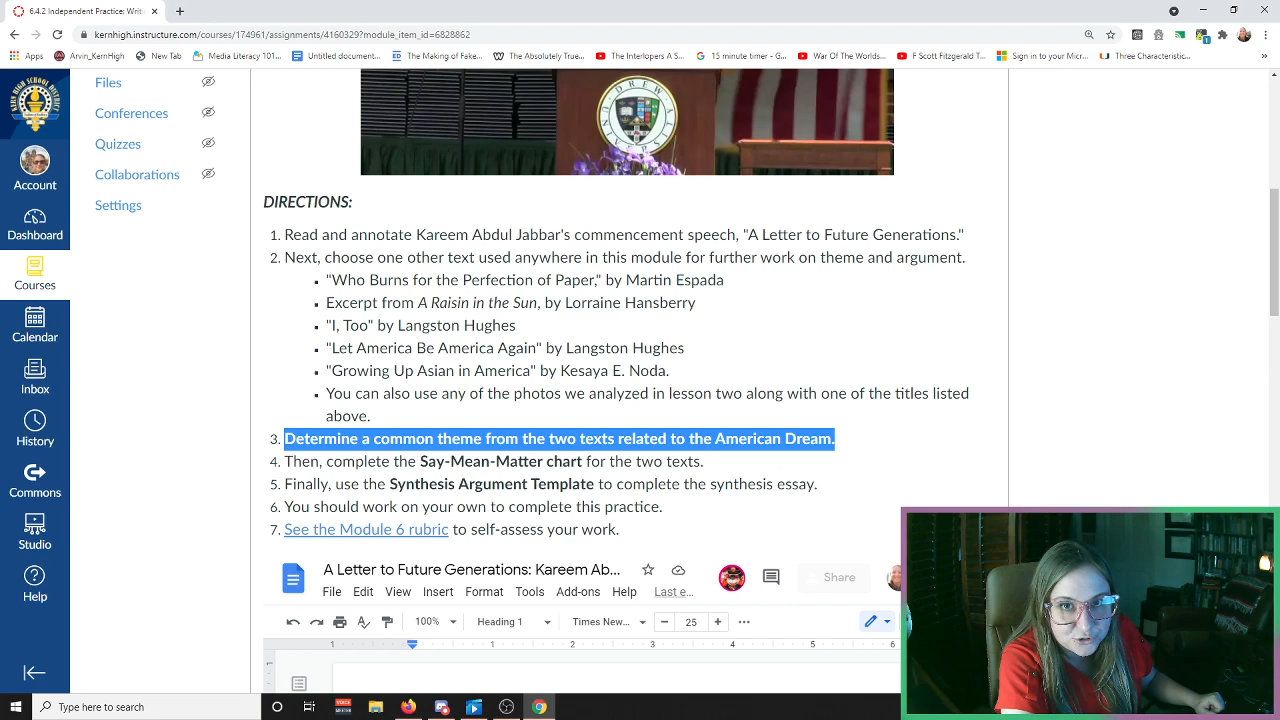 6.4.2 Independent Practice: Writi
kernhigh.instructure.com/courses/174961/assignments/4160329?module_item_id=6828862
Apps
Arvin_KernHigh
New Tab
Media Literacy 101...
Untitled document...
The Making of Fake...
The Absolutely True...
The Interlopers A S...
15 minute timer - G...
War Of The Worlds...
F Scott Fitzgerald T...
Sign in to your Micr...
Three Characteristic...
Files
Conferences
Quizzes
Collaborations
Settings
Account
Dashboard
Courses
Calendar
Inbox
History
Commons
Studio
Help
DIRECTIONS:
1. Read and annotate Kareem Abdul Jabbar's commencement speech, "A Letter to Future Generations."
2. Next, choose one other text used anywhere in this module for further work on theme and argument.
"Who Burns for the Perfection of Paper," by Martin Espada
Excerpt from A Raisin in the Sun, by Lorraine Hansberry
"I, Too" by Langston Hughes
"Let America Be America Again" by Langston Hughes
"Growing Up Asian in America" by Kesaya E. Noda.
You can also use any of the photos we analyzed in lesson two along with one of the titles listed
above.
3. Determine a common theme from the two texts related to the American Dream.
4. Then, complete the Say-Mean-Matter chart for the two texts.
5. Finally, use the Synthesis Argument Template to complete the synthesis essay.
6. You should work on your own to complete this practice.
7. See the Module 6 rubric to self-assess your work.
A Letter to Future Generations: Kareem Ab...
Share
File Edit View Insert Format Tools Add-ons Help Last e...
100% Heading 1 Times New... 25
1 1 2 3 4 5 6
Type here to search